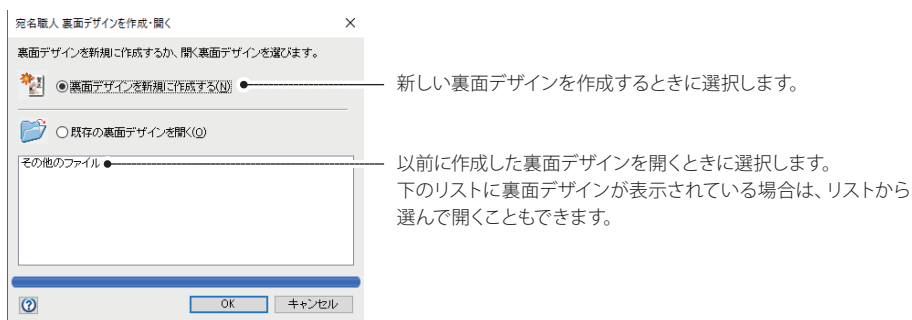 宛名職人 裏面デザインを作成・開く
裏面デザインを新規に作成するか、開く裏面デザインを選びます。
裏面デザインを新規に作成する(N)
新しい裏面デザインを作成するときに選択します。
既存の裏面デザインを開く(O)
その他のファイル
以前に作成した裏面デザインを開くときに選択します。
下のリストに裏面デザインが表示されている場合は、リストから
選んで開くこともできます。
OK
キャンセル